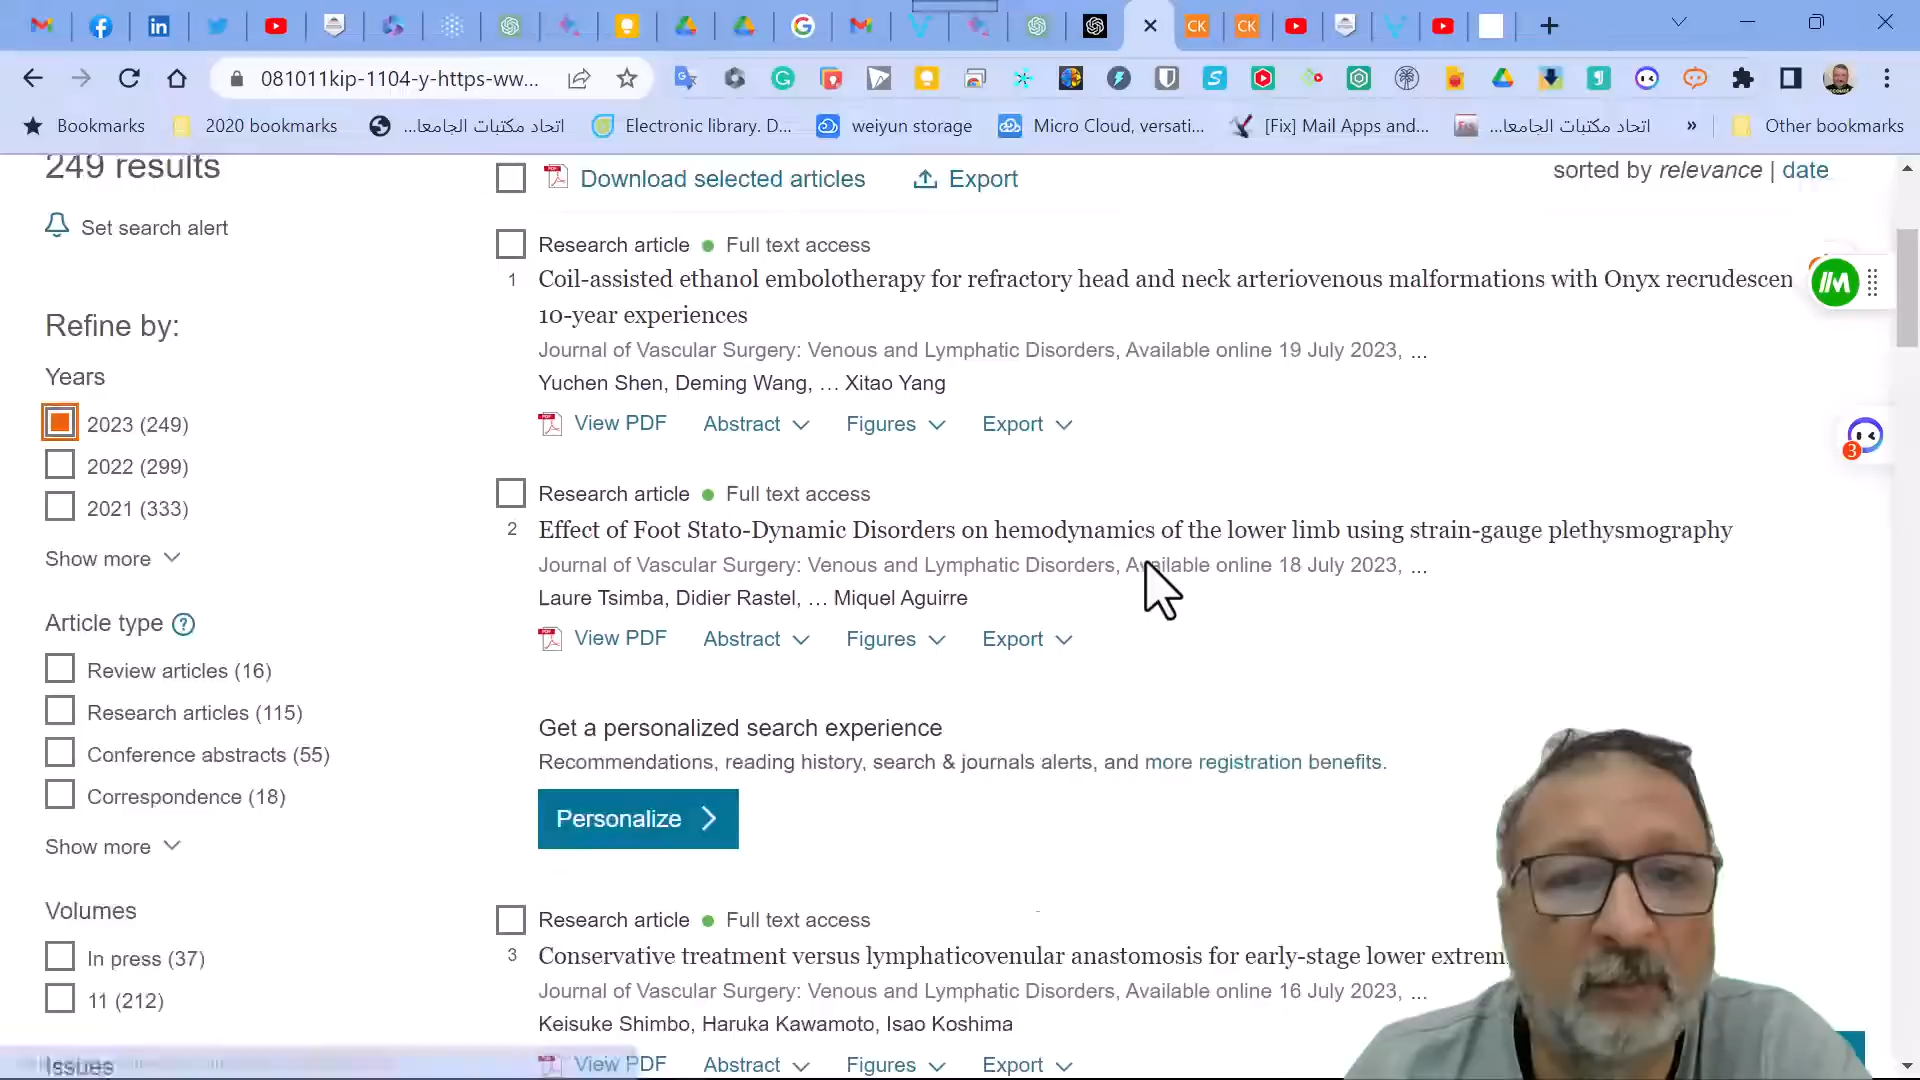 081011kip-1104-y-https-ww...
Bookmarks
2020 bookmarks
اتحاد مكتبات الجامعا...
Electronic library. D...
weiyun storage
Micro Cloud, versati...
[Fix] Mail Apps and...
اتحاد مكتبات الجامعا...
»
Other bookmarks
249 results
Set search alert
Refine by:
Years
2023 (249)
2022 (299)
2021 (333)
Show more
Article type
Review articles (16)
Research articles (115)
Conference abstracts (55)
Correspondence (18)
Show more
Volumes
In press (37)
11 (212)
Issues
Download selected articles
Export
sorted by relevance | date
Research article ● Full text access
1 Coil-assisted ethanol embolotherapy for refractory head and neck arteriovenous malformations with Onyx recrudescen
10-year experiences
Journal of Vascular Surgery: Venous and Lymphatic Disorders, Available online 19 July 2023, ...
Yuchen Shen, Deming Wang, … Xitao Yang
View PDF Abstract Figures Export
Research article ● Full text access
2 Effect of Foot Stato-Dynamic Disorders on hemodynamics of the lower limb using strain-gauge plethysmography
Journal of Vascular Surgery: Venous and Lymphatic Disorders, Available online 18 July 2023, ...
Laure Tsimba, Didier Rastel, … Miquel Aguirre
View PDF Abstract Figures Export
Get a personalized search experience
Recommendations, reading history, search & journals alerts, and more registration benefits.
Personalize
Research article ● Full text access
3 Conservative treatment versus lymphaticovenular anastomosis for early-stage lower extrem
Journal of Vascular Surgery: Venous and Lymphatic Disorders, Available online 16 July 2023, ...
Keisuke Shimbo, Haruka Kawamoto, Isao Koshima
View PDF Abstract Figures Export
3
CK
CK